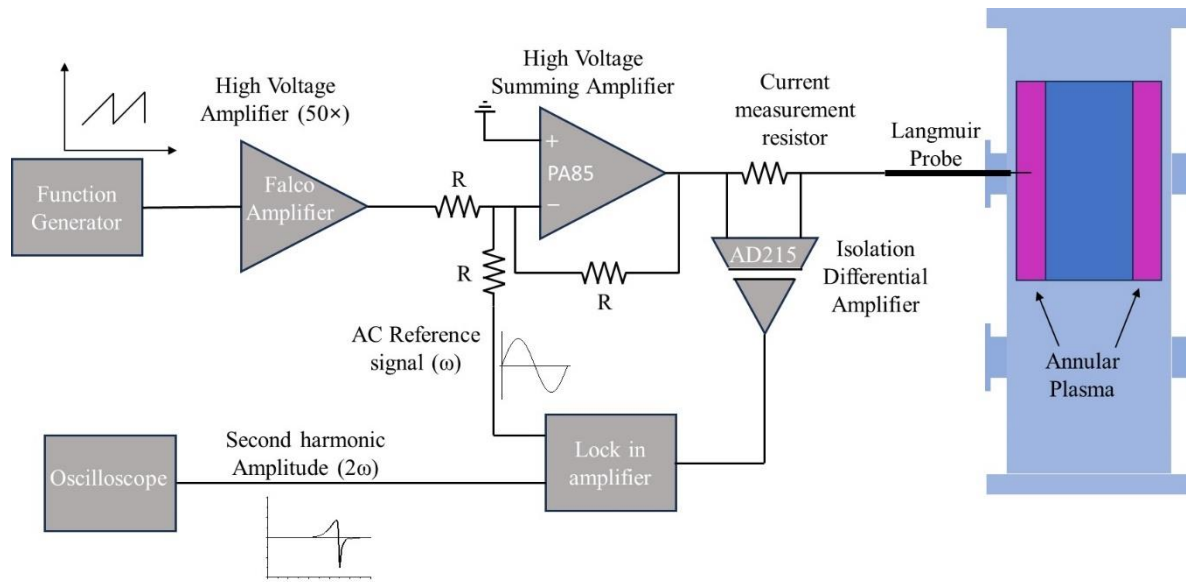 High Voltage
Summing Amplifier
High Voltage
Amplifier (50×)
Current
measurement
resistor
Langmuir
Probe
Function
Generator
Falco
Amplifier
R
+
PA85
−
R
R
AD215
Isolation
Differential
Amplifier
AC Reference
signal (ω)
Annular
Plasma
Second harmonic
Amplitude (2ω)
Oscilloscope
Lock in
amplifier